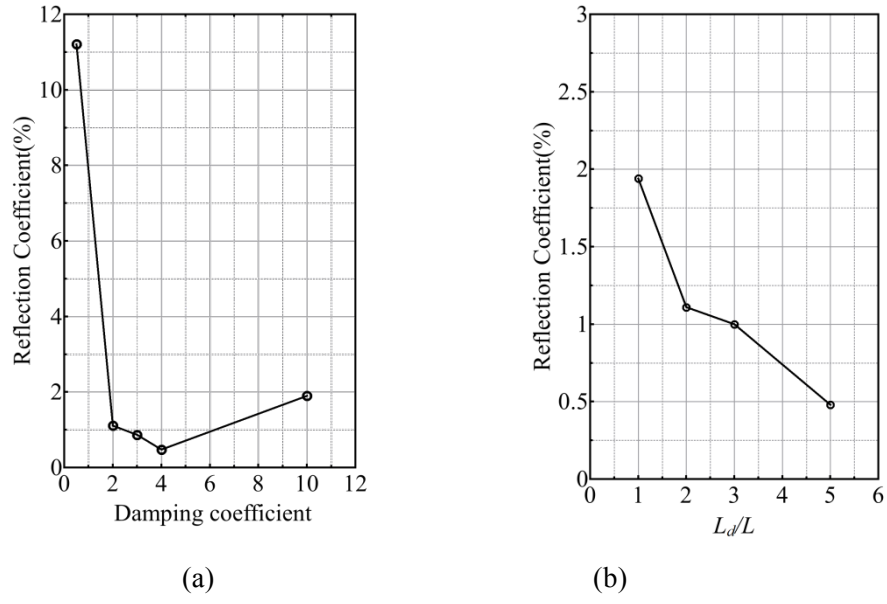 12
10
8
6
4
2
0
Reflection Coefficient(%)
0 2 4 6 8 10 12
Damping coefficient
(a)
3
2.5
2
1.5
1
0.5
0
Reflection Coefficient(%)
0 1 2 3 4 5 6
Ld/L
(b)